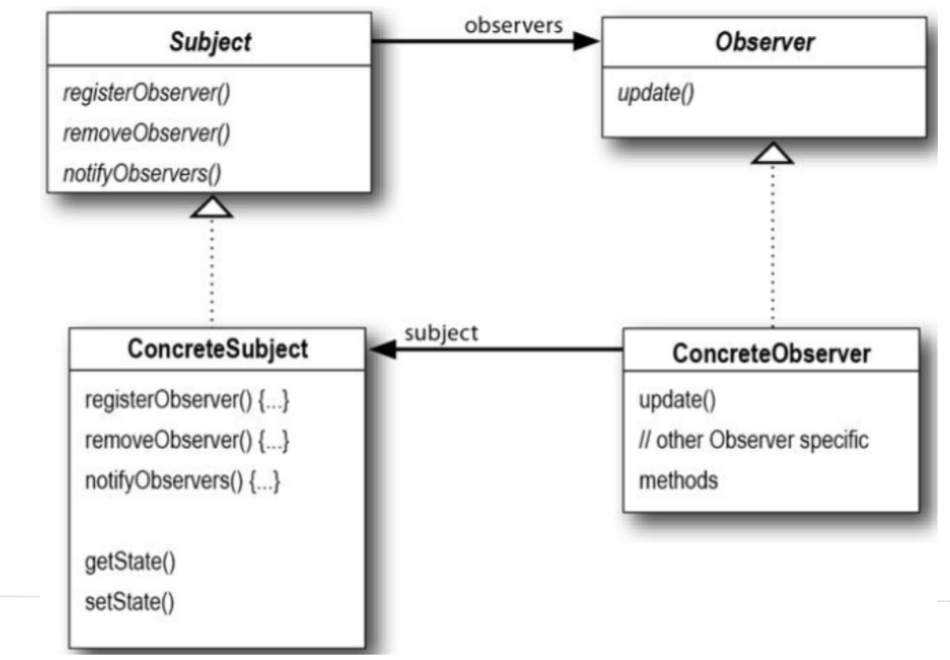 Subject
registerObserver()
removeObserver()
notifyObservers()
observers
Observer
update()
ConcreteSubject
registerObserver() {...}
removeObserver() {...}
notifyObservers() {...}
getState()
setState()
subject
ConcreteObserver
update()
// other Observer specific
methods